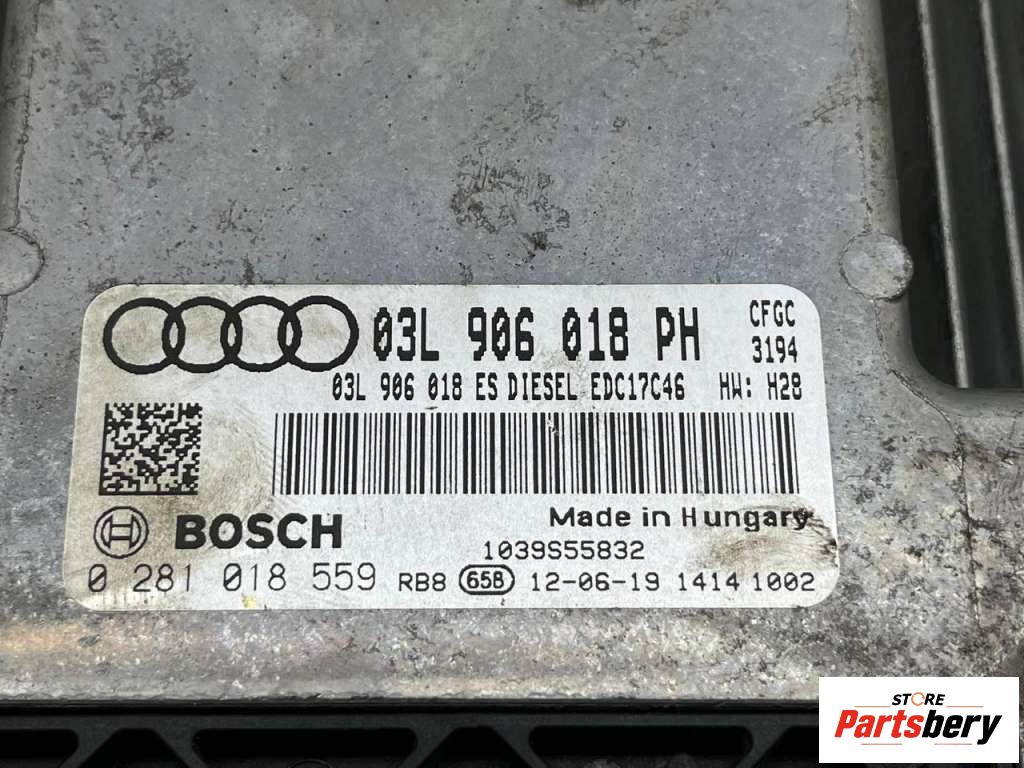 03L 906 018 PH
CFGC
3194
03L 906 018 ES DIESEL EDC17C46 HW: H28
BOSCH
Made in Hungary
1039S55832
0 281 018 559 RB8 65B 12-06-19 1414 1002
STORE
Partsbery